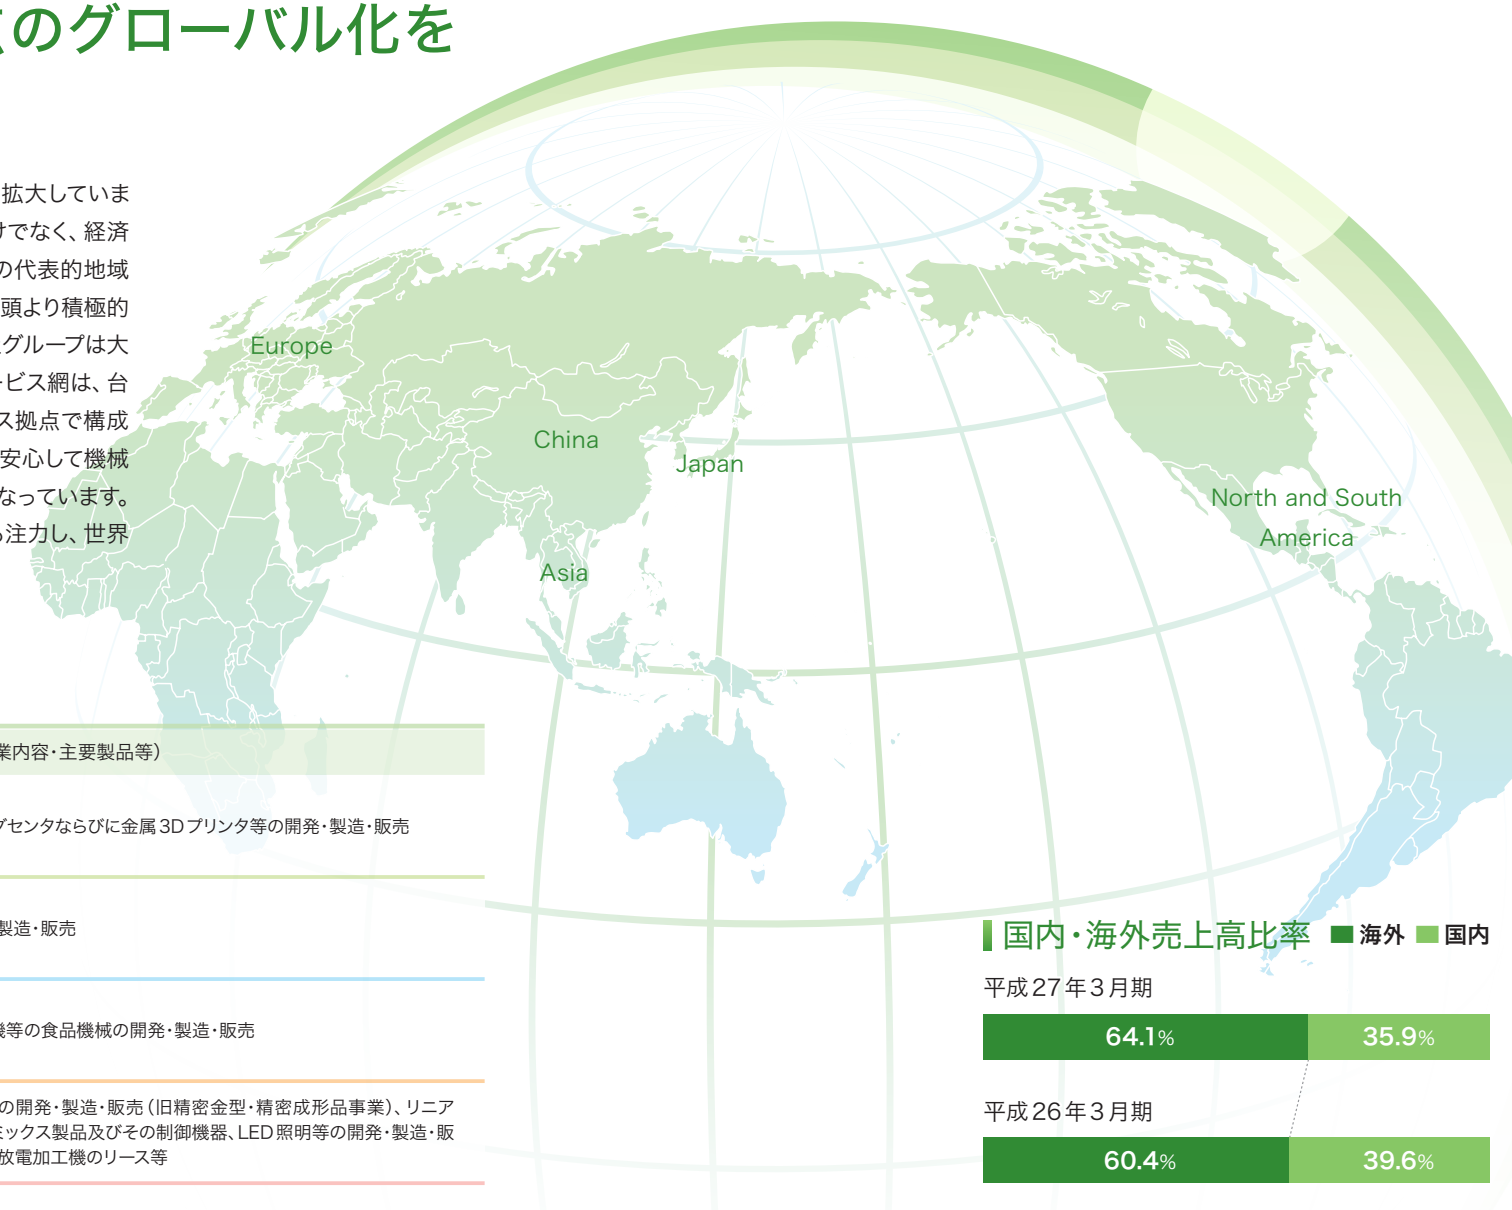 のグローバル化を
拡大していま
けでなく、経済
の代表的地域
頭より積極的
グループは大
ービス網は、台
ス拠点で構成
安心して機械
なっています。
注力し、世界
Europe
China
Japan
Asia
North and South
America
業内容・主要製品等）
グセンタならびに金属3Dプリンタ等の開発・製造・販売
製造・販売
機等の食品機械の開発・製造・販売
の開発・製造・販売（旧精密金型・精密成形品事業）、リニア
ミックス製品及びその制御機器、LED照明等の開発・製造・販
放電加工機のリース等
国内・海外売上高比率 海外 国内
平成27年3月期
64.1% 35.9%
平成26年3月期
60.4% 39.6%